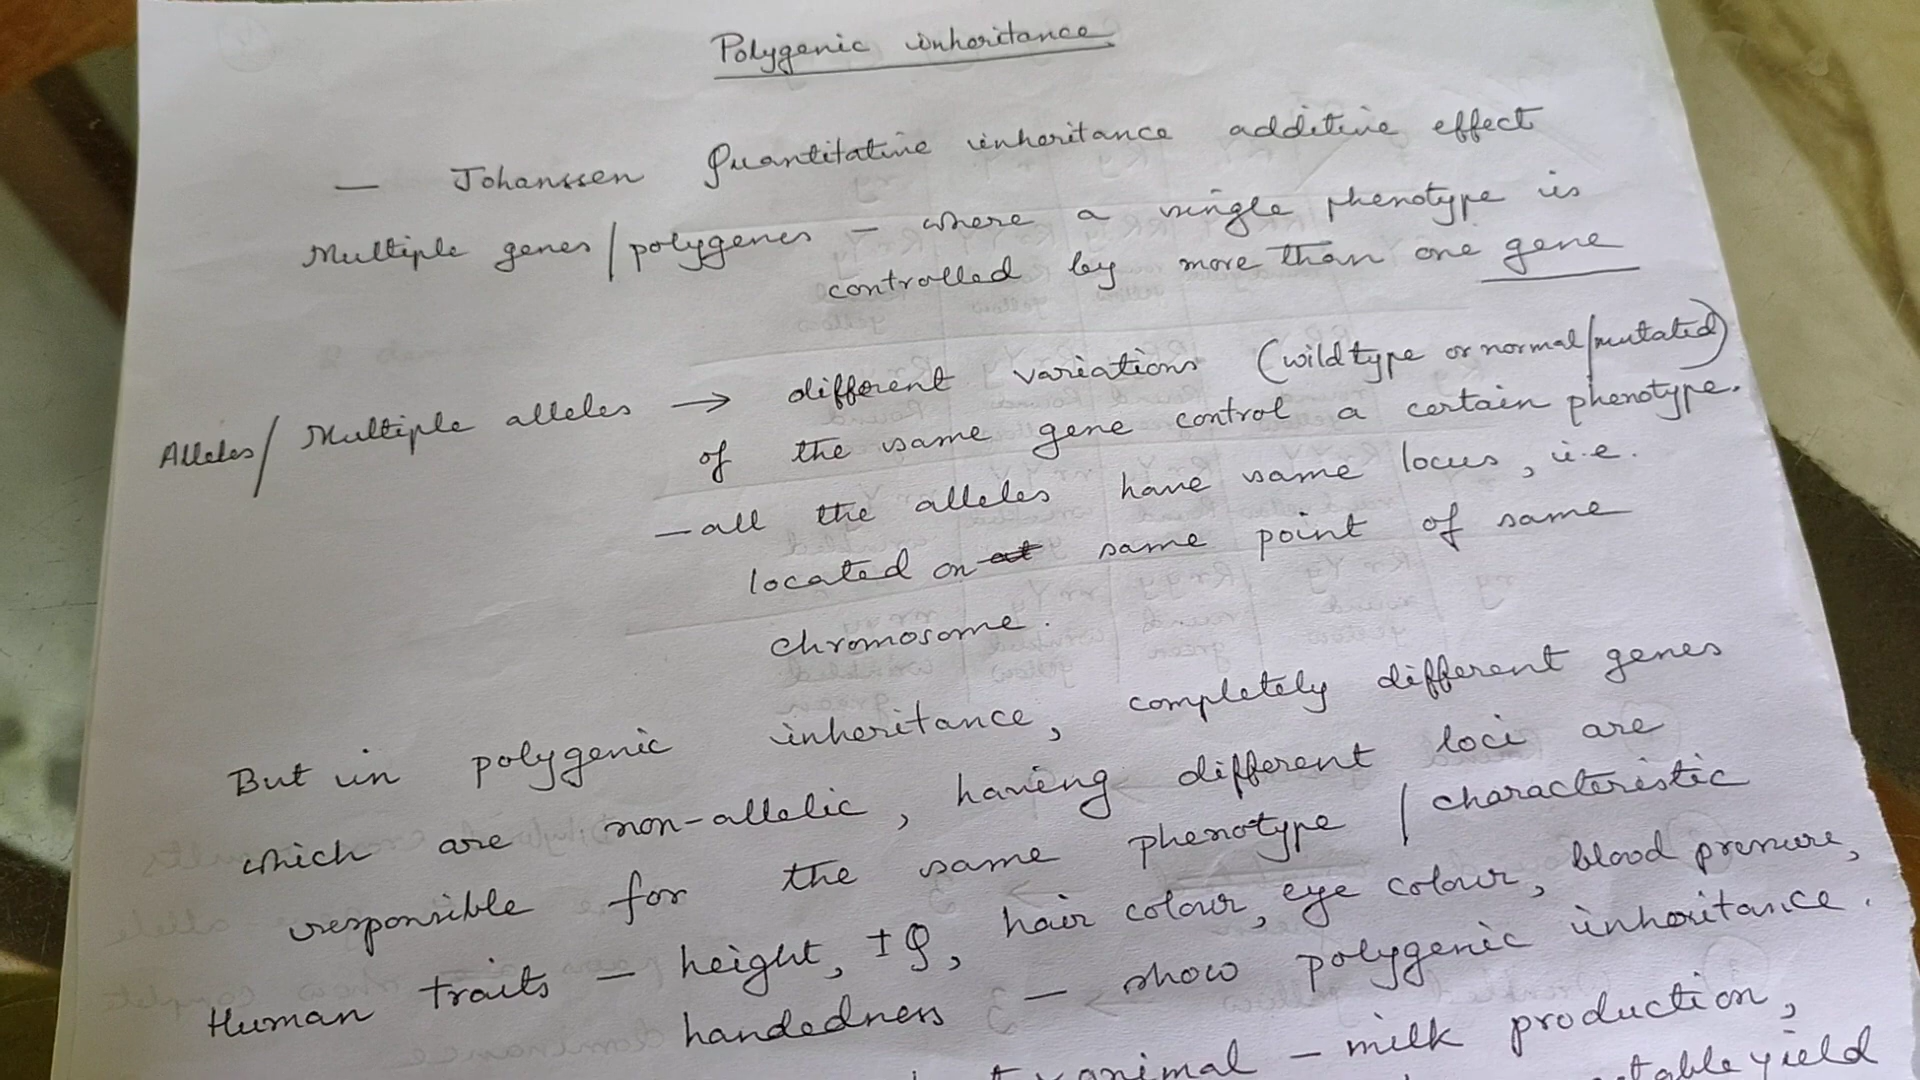 Polygenic inheritance
— Johanssen Quantitative inheritance additive effect
Multiple genes/polygenes – where a single phenotype is
controlled by more than one gene
Alleles/Multiple alleles → different variations (wild type or normal/mutated)
of the same gene control a certain phenotype.
– all the alleles have same locus, i.e.
located on at same point of same
chromosome.
But in polygenic inheritance, completely different genes
which are non-allelic, having different loci are
responsible for the same phenotype / characteristic
Human traits – height, IQ, hair colour, eye colour, blood pressure,
handedness – show polygenic inheritance.
animal – milk production,
yield